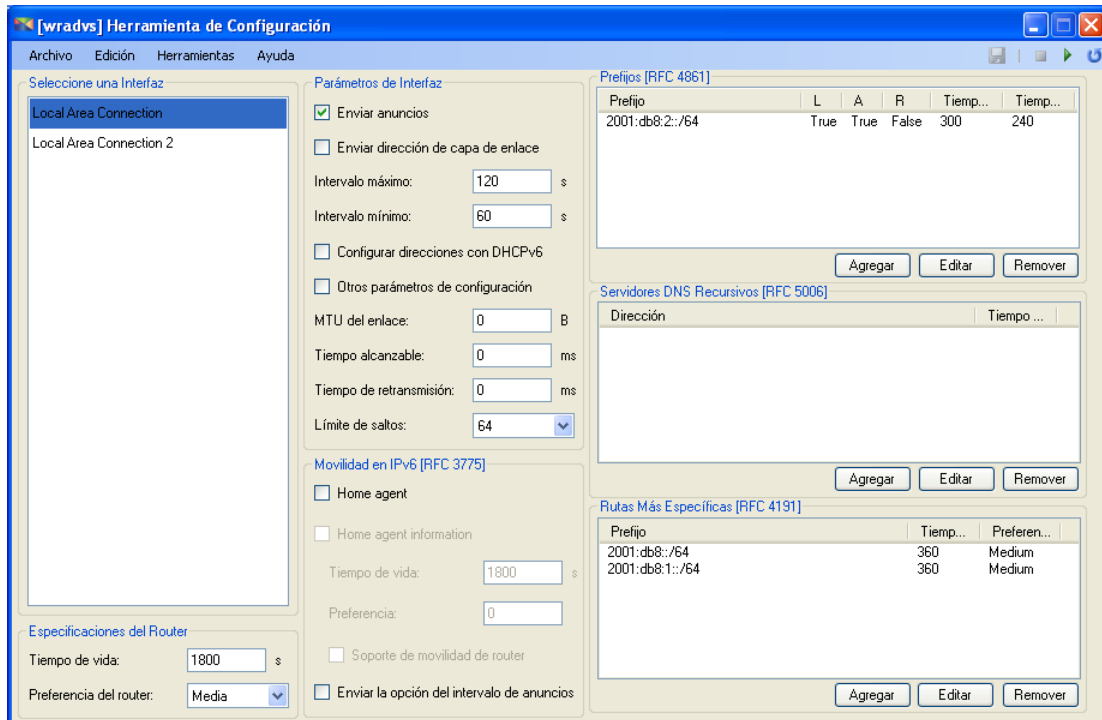 [wradvs] Herramienta de Configuración
Archivo Edición Herramientas Ayuda
Seleccione una Interfaz
Local Area Connection
Local Area Connection 2
Especificaciones del Router
Tiempo de vida: 1800 s
Preferencia del router: Media
Parámetros de Interfaz
Enviar anuncios
Enviar dirección de capa de enlace
Intervalo máximo: 120 s
Intervalo mínimo: 60 s
Configurar direcciones con DHCPv6
Otros parámetros de configuración
MTU del enlace: 0 B
Tiempo alcanzable: 0 ms
Tiempo de retransmisión: 0 ms
Límite de saltos: 64
Movilidad en IPv6 [RFC 3775]
Home agent
Home agent information
Tiempo de vida: 1800 s
Preferencia: 0
Soporte de movilidad de router
Enviar la opción del intervalo de anuncios
Prefijos [RFC 4861]
Prefijo L A R Tiemp... Tiemp...
2001:db8:2::/64 True True False 300 240
Agregar Editar Remover
Servidores DNS Recursivos [RFC 5006]
Dirección Tiempo ...
Agregar Editar Remover
Rutas Más Específicas [RFC 4191]
Prefijo Tiemp... Preferen...
2001:db8::/64 360 Medium
2001:db8:1::/64 360 Medium
Agregar Editar Remover